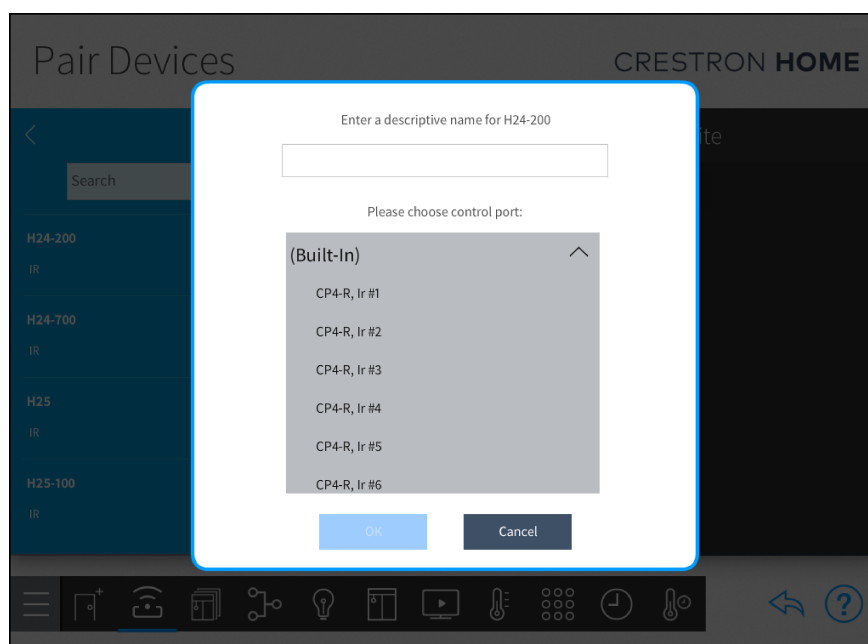 Pair Devices
CRESTRON HOME
Enter a descriptive name for H24-200
Search
Please choose control port:
H24-200
IR
(Built-In)
CP4-R, Ir #1
H24-700
IR
CP4-R, Ir #2
CP4-R, Ir #3
H25
IR
CP4-R, Ir #4
CP4-R, Ir #5
H25-100
IR
CP4-R, Ir #6
OK
Cancel
?